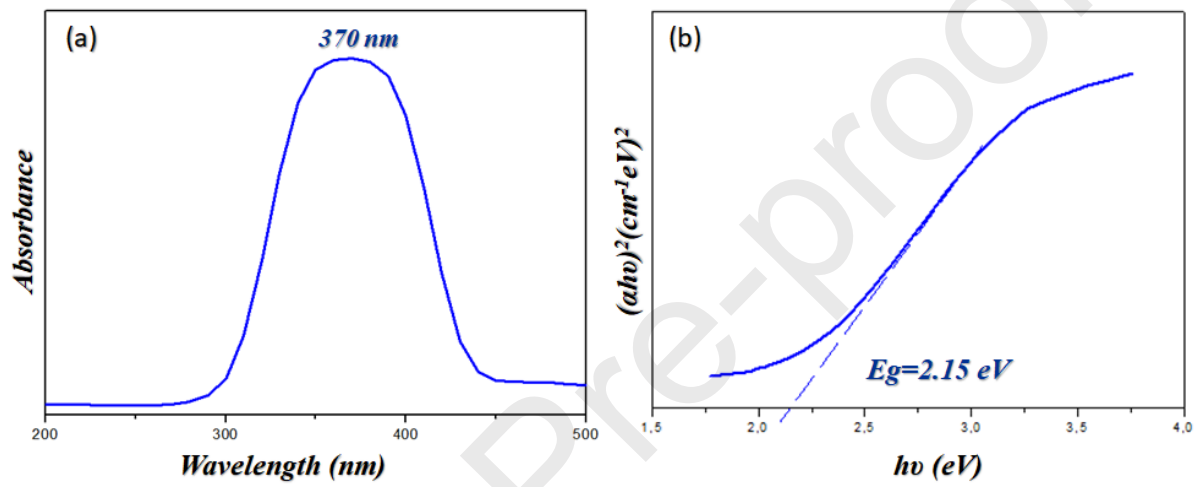 (a)
370 nm
Absorbance
200
300
400
500
Wavelength (nm)
(b)
(αhυ)²(cm⁻¹eV)²
Eg=2.15 eV
1,5
2,0
2,5
3,0
3,5
4,0
hυ (eV)
Pre-proof